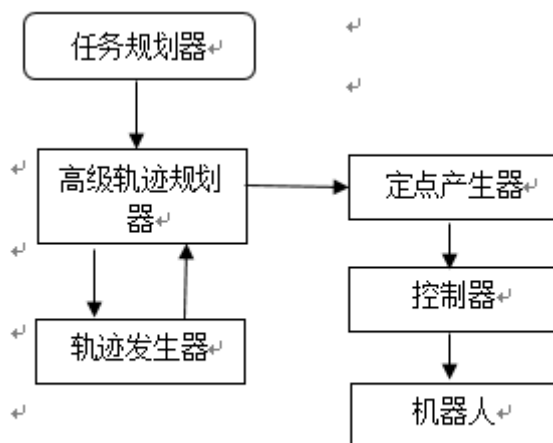 任务规划器
高级轨迹规划
器
定点产生器
控制器
轨迹发生器
机器人